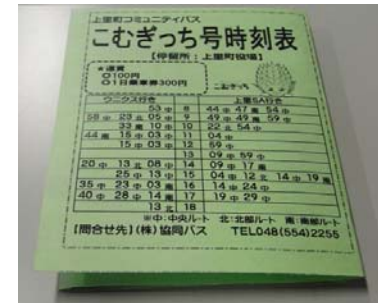 上里町コミュニティバス
こむぎっち号時刻表
【停留所：上里町役場】
★運賃
○100円
○1日乗車券300円
こむぎっち
ウニクス行き 上里SA行き
53中 8 44中 47南 54中
58中 23北 05中 9 49中 49南 59中
33南 10中 10 22北 54中
44南 15中 03中 11 04中
15中 03中 12 59中
13 09中 59中
20中 13北 08中 14 09中 17南
25中 13中 15 04中 12北 14中 19南
35中 23中 03南 16 14中 24中
40中 28中 14南 17 19中 29中
13北 18
※中：中央ルート 北：北部ルート 南：南部ルート
【問合せ先】(株)協同バス TEL048(554)2255